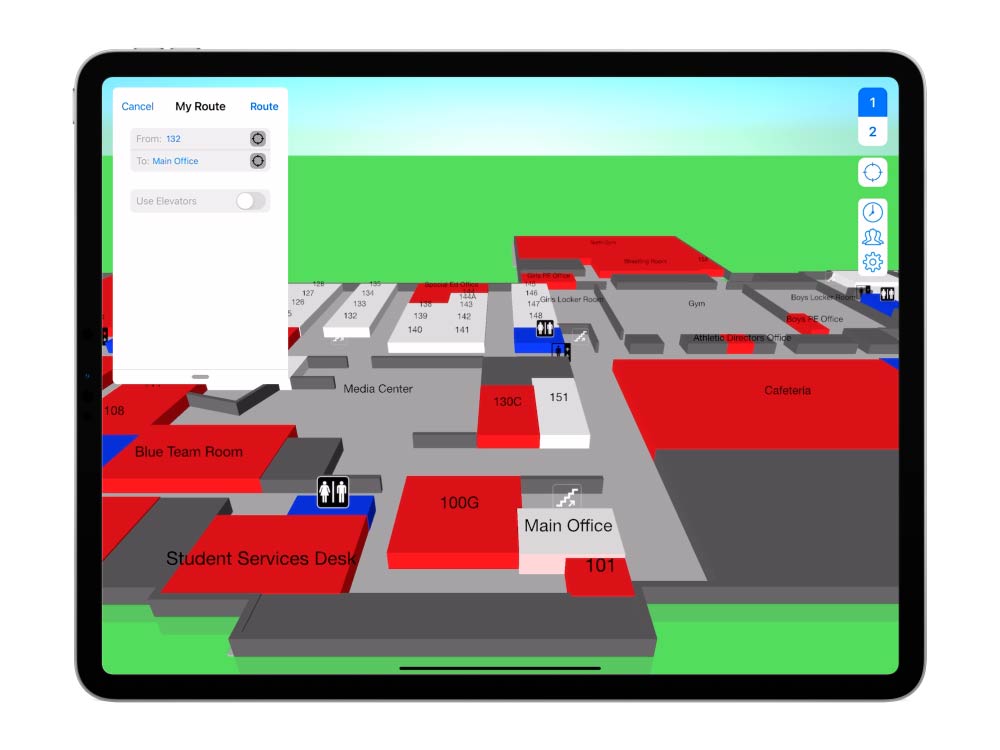 Cancel My Route Route
From: 132
To: Main Office
Use Elevators
1
2
North Gym
Wrestling Room
Girls PE Office
Girls Locker Room
Gym
Boys Locker Room
Boys PE Office
Athletic Directors Office
Special Ed Office
128
127
126
135
134
133
132
144A
138
143
139
142
140
141
146
147
148
Media Center
130C
151
Cafeteria
108
Blue Team Room
100G
Main Office
Student Services Desk
101